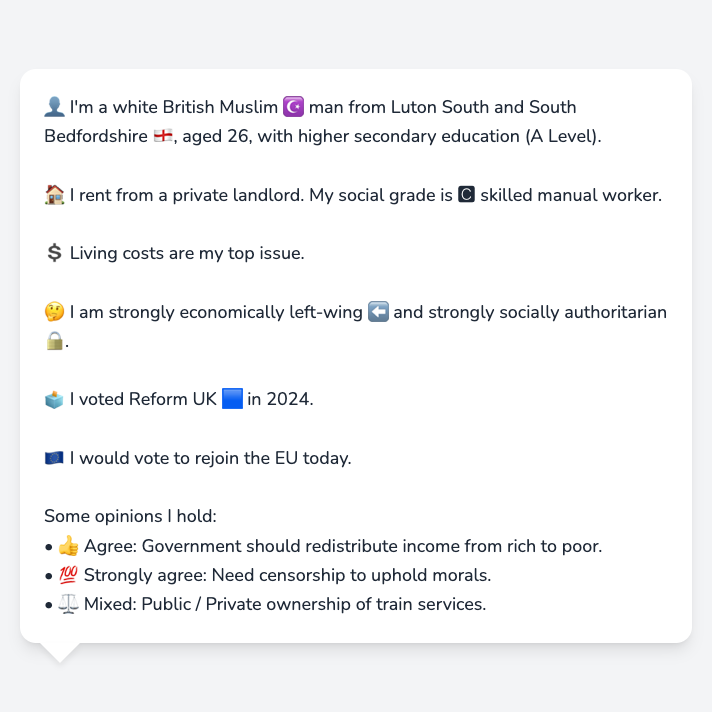 👤 I'm a white British Muslim ☪️ man from Luton South and South
Bedfordshire 🏴󠁧󠁢󠁥󠁮󠁧󠁿, aged 26, with higher secondary education (A Level).
🏠 I rent from a private landlord. My social grade is 🅲 skilled manual worker.
💲 Living costs are my top issue.
🤔 I am strongly economically left-wing ⬅️ and strongly socially authoritarian
🔒.
🗳️ I voted Reform UK 🟦 in 2024.
🇪🇺 I would vote to rejoin the EU today.
Some opinions I hold:
• 👍 Agree: Government should redistribute income from rich to poor.
• 💯 Strongly agree: Need censorship to uphold morals.
• ⚖️ Mixed: Public / Private ownership of train services.